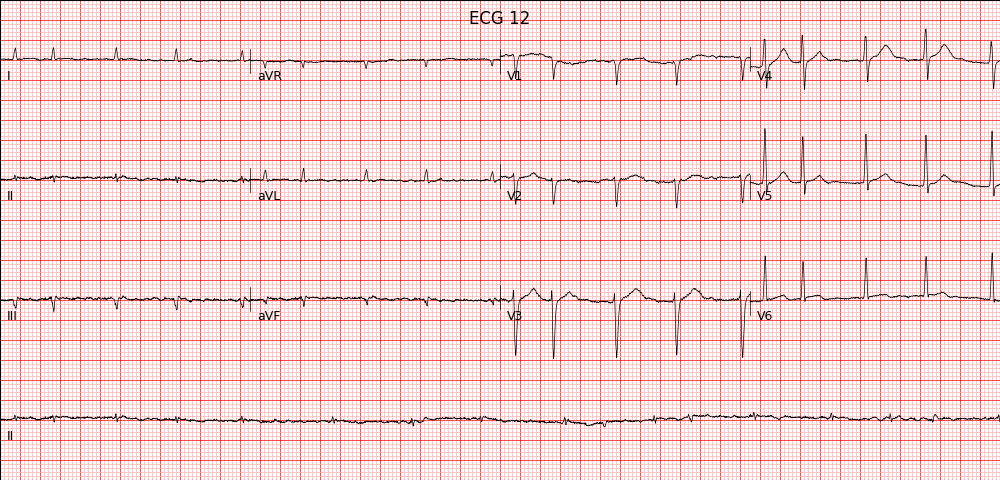 ECG 12
I aVR V1 V4
II aVL V2 V5
III aVF V3 V6
II